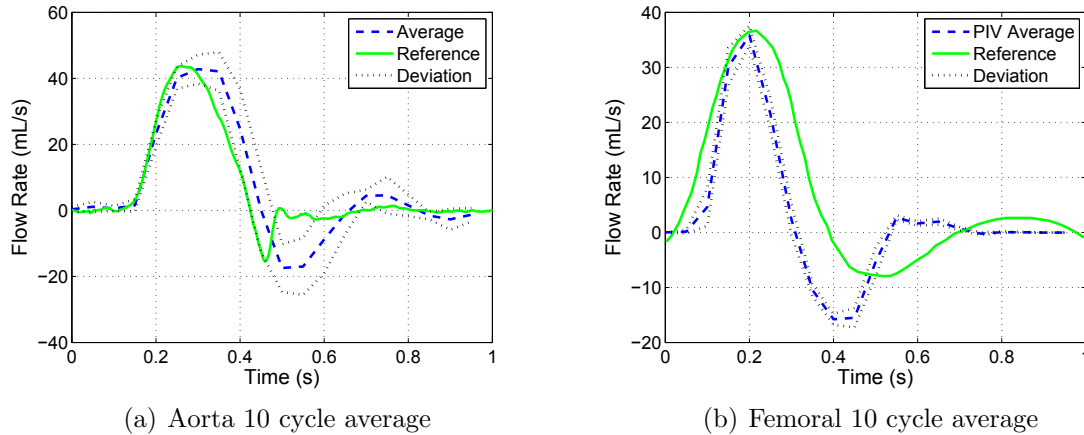 60
40
20
0
−20
−40
0
0.2
0.4
0.6
0.8
1
Flow Rate (mL/s)
Time (s)
Average
Reference
Deviation
(a) Aorta 10 cycle average
40
30
20
10
0
−10
−20
0
0.2
0.4
0.6
0.8
1
Flow Rate (mL/s)
Time (s)
PIV Average
Reference
Deviation
(b) Femoral 10 cycle average